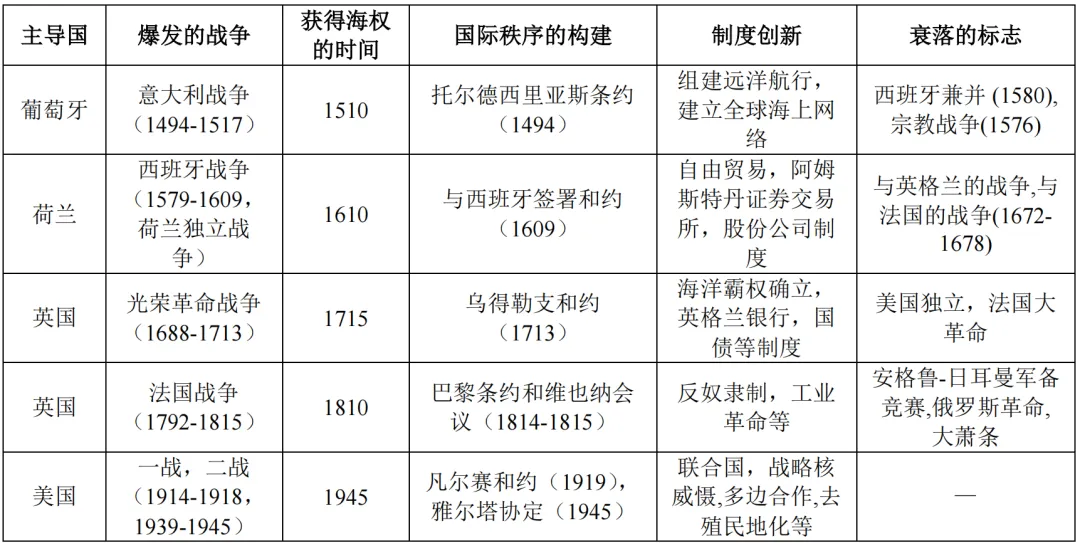 主导国
爆发的战争
获得海权
的时间
国际秩序的构建
制度创新
衰落的标志
葡萄牙
意大利战争
（1494-1517）
1510
托尔德西里亚斯条约
（1494）
组建远洋航行，
建立全球海上网
络
西班牙兼并 (1580),
宗教战争(1576)
荷兰
西班牙战争
（1579-1609，
荷兰独立战
争）
1610
与西班牙签署和约
（1609）
自由贸易，阿姆
斯特丹证券交易
所，股份公司制
度
与英格兰的战争,与
法国的战争(1672-
1678)
英国
光荣革命战争
（1688-1713）
1715
乌得勒支和约
（1713）
海洋霸权确立，
英格兰银行，国
债等制度
美国独立，法国大
革命
英国
法国战争
（1792-1815）
1810
巴黎条约和维也纳会
议（1814-1815）
反奴隶制，工业
革命等
安格鲁-日耳曼军备
竞赛,俄罗斯革命,
大萧条
美国
一战，二战
(1914-1918，
1939-1945)
1945
凡尔赛和约（1919），
雅尔塔协定（1945）
联合国，战略核
威慑,多边合作,去
殖民地化等
—